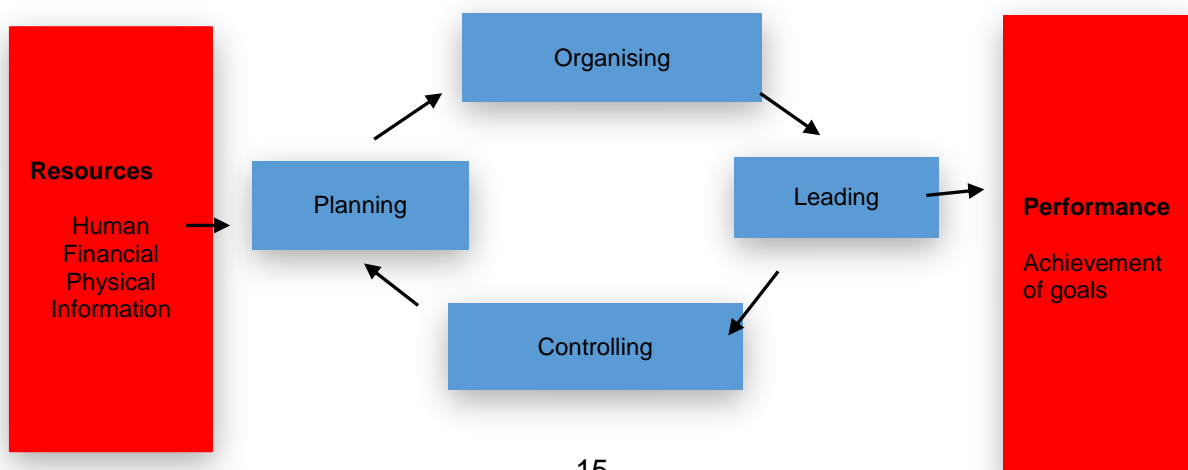 Resources
Human
Financial
Physical
Information
Planning
Organising
Leading
Controlling
Performance
Achievement
of goals
15